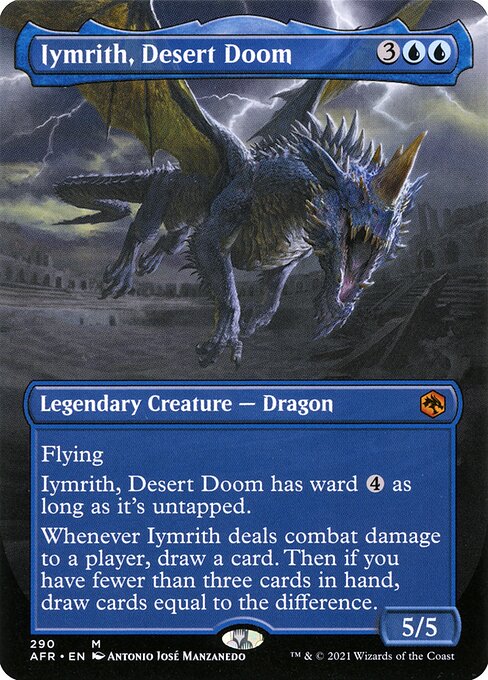 Iymrith, Desert Doom 3
Legendary Creature — Dragon
Flying
Iymrith, Desert Doom has ward 4 as
long as it's untapped.
Whenever Iymrith deals combat damage
to a player, draw a card. Then if you
have fewer than three cards in hand,
draw cards equal to the difference.
5/5
290 M
AFR • EN Antonio José Manzanedo
™ & © 2021 Wizards of the Coast